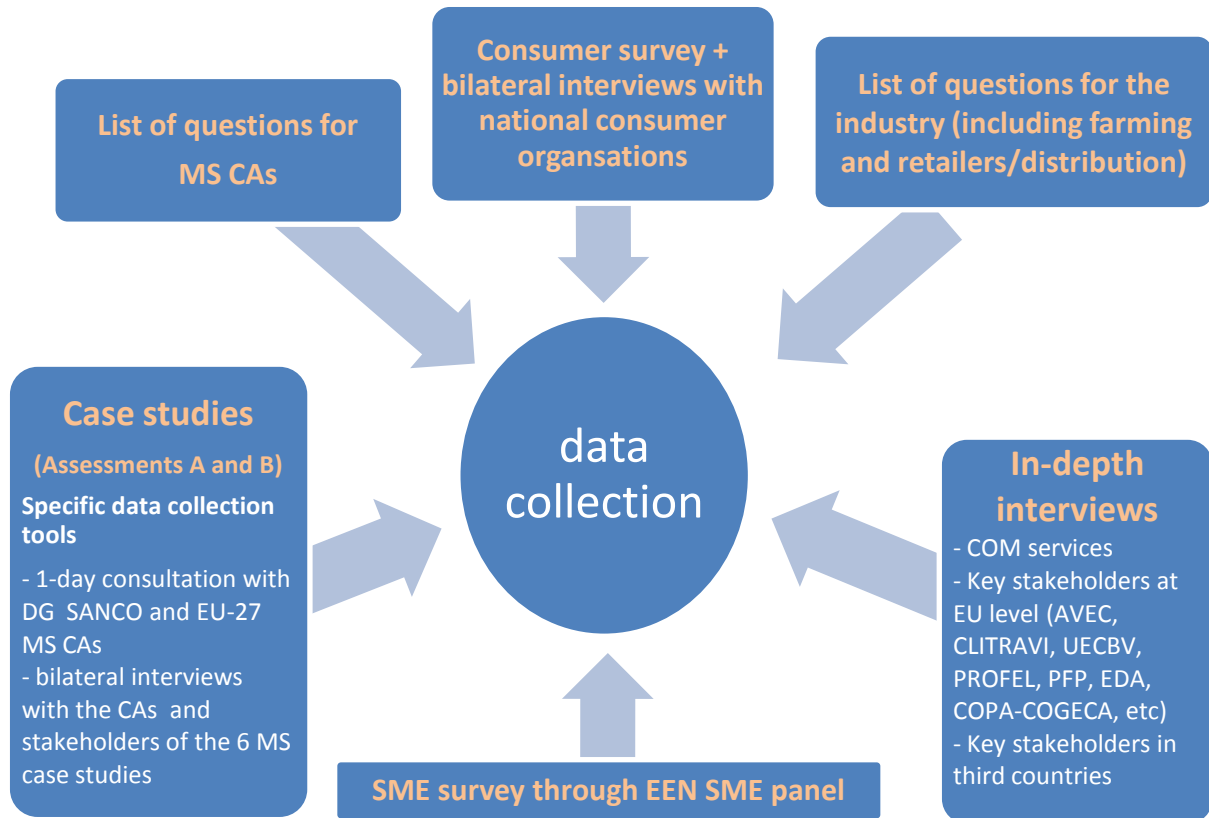 List of questions for
MS CAs
Consumer survey +
bilateral interviews with
national consumer
organsations
List of questions for the
industry (including farming
and retailers/distribution)
Case studies
(Assessments A and B)
Specific data collection
tools
- 1-day consultation with
DG SANCO and EU-27
MS CAs
- bilateral interviews
with the CAs and
stakeholders of the 6 MS
case studies
data
collection
In-depth
interviews
- COM services
- Key stakeholders at
EU level (AVEC,
CLITRAVI, UECBV,
PROFEL, PFP, EDA,
COPA-COGECA, etc)
- Key stakeholders in
third countries
SME survey through EEN SME panel